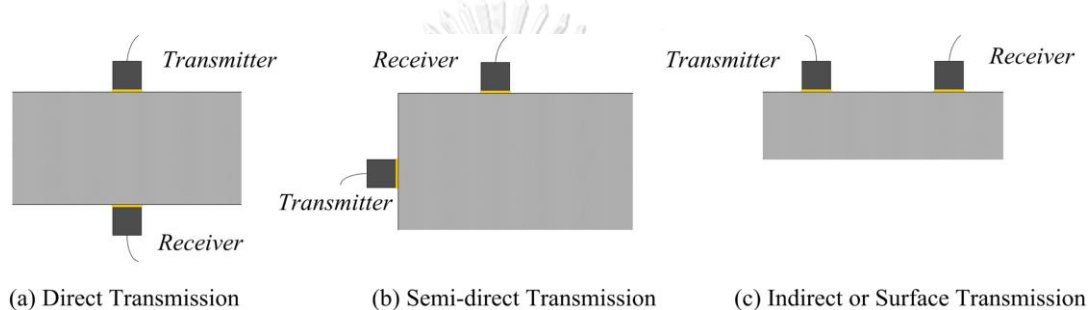 Transmitter
Receiver
(a) Direct Transmission
Receiver
Transmitter
(b) Semi-direct Transmission
Transmitter
Receiver
(c) Indirect or Surface Transmission